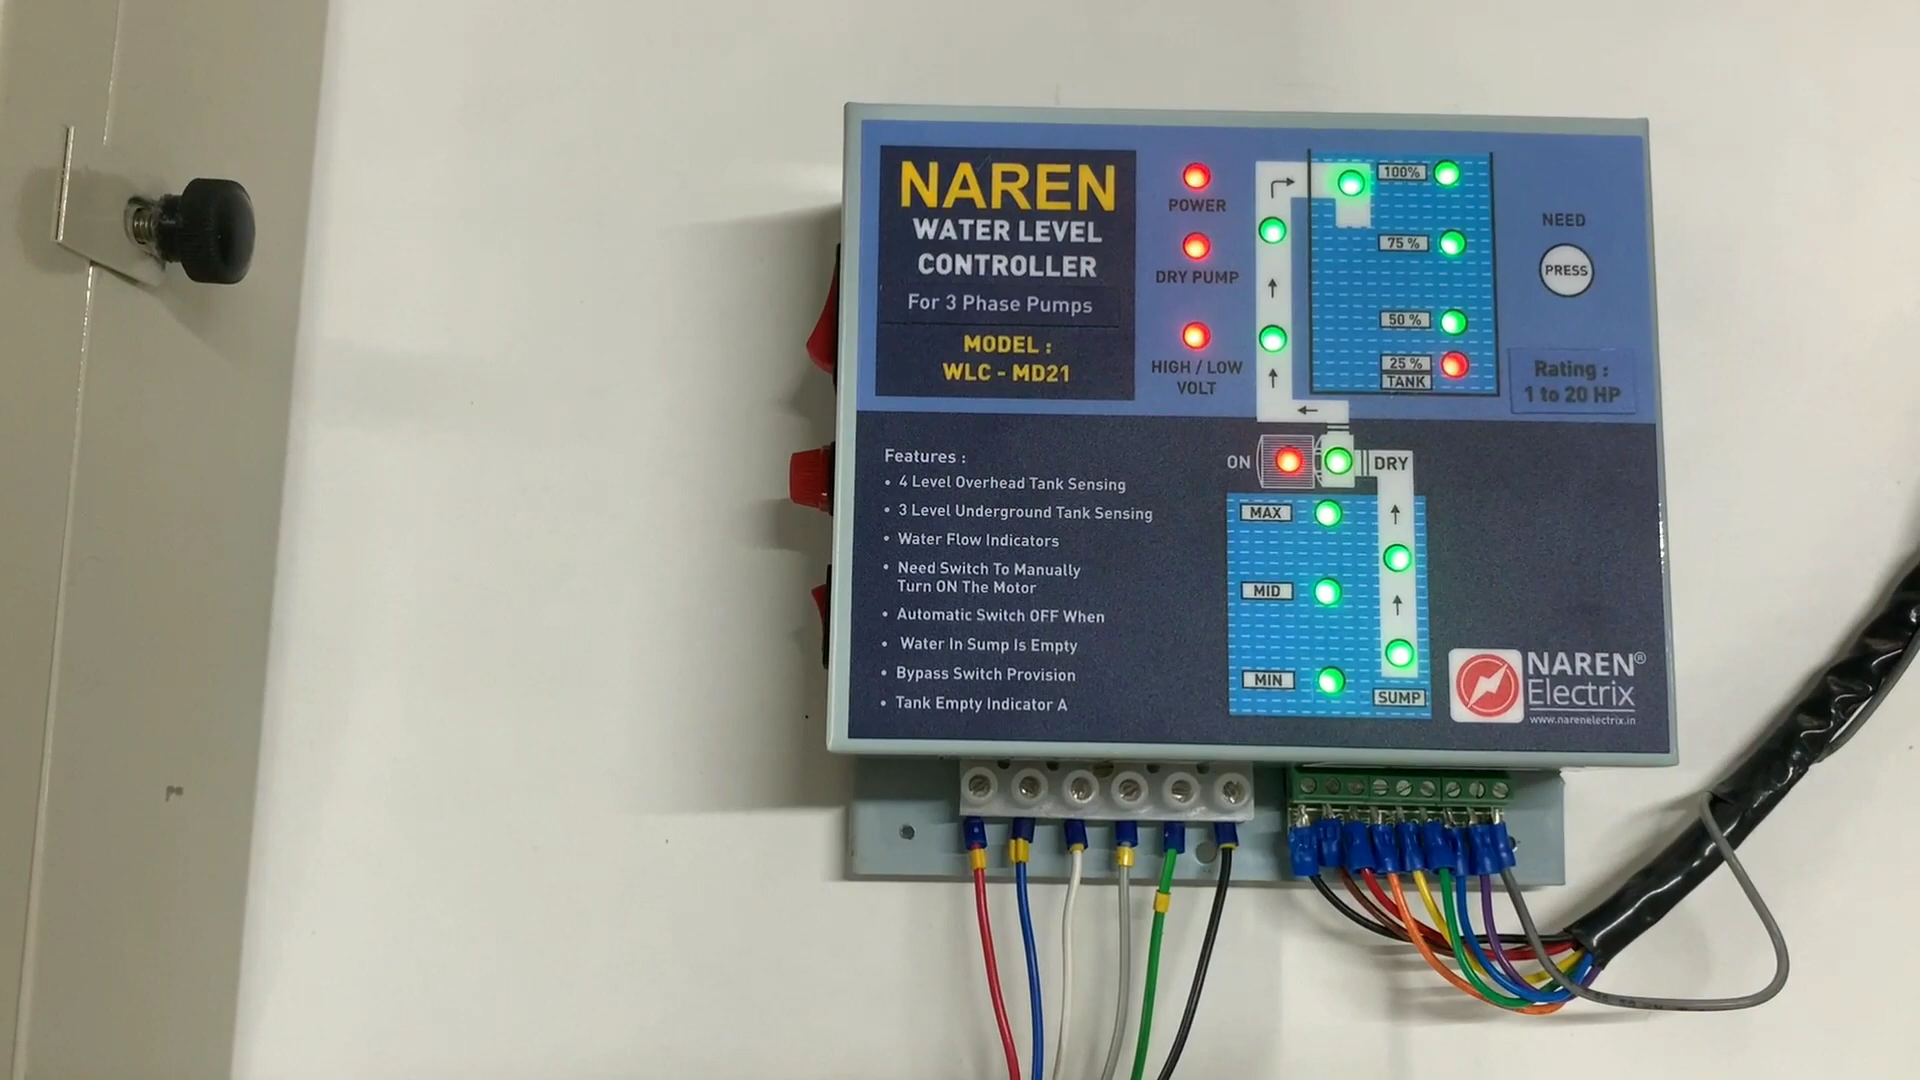 NAREN
WATER LEVEL
CONTROLLER
For 3 Phase Pumps
MODEL :
WLC - MD21
POWER
DRY PUMP
HIGH / LOW
VOLT
100%
75 %
50 %
25 %
TANK
NEED
PRESS
Rating :
1 to 20 HP
Features :
• 4 Level Overhead Tank Sensing
• 3 Level Underground Tank Sensing
• Water Flow Indicators
• Need Switch To Manually
Turn ON The Motor
• Automatic Switch OFF When
• Water In Sump Is Empty
• Bypass Switch Provision
• Tank Empty Indicator A
ON
DRY
MAX
MID
MIN
SUMP
NAREN®
Electrix
www.narenelectrix.in